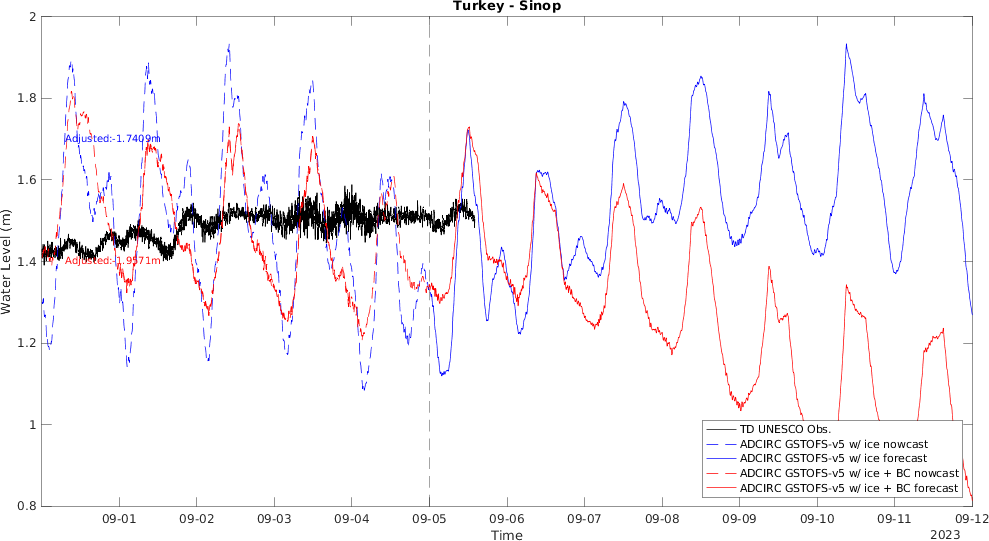 Turkey - Sinop
Water Level (m)
2
1.8
1.6
1.4
1.2
1
0.8
Adjusted:-1.7409m
Adjusted:-1.9571m
TD UNESCO Obs.
ADCIRC GSTOFS-v5 w/ ice nowcast
ADCIRC GSTOFS-v5 w/ ice forecast
ADCIRC GSTOFS-v5 w/ ice + BC nowcast
ADCIRC GSTOFS-v5 w/ ice + BC forecast
09-01 09-02 09-03 09-04 09-05 09-06 09-07 09-08 09-09 09-10 09-11 09-12
Time
2023